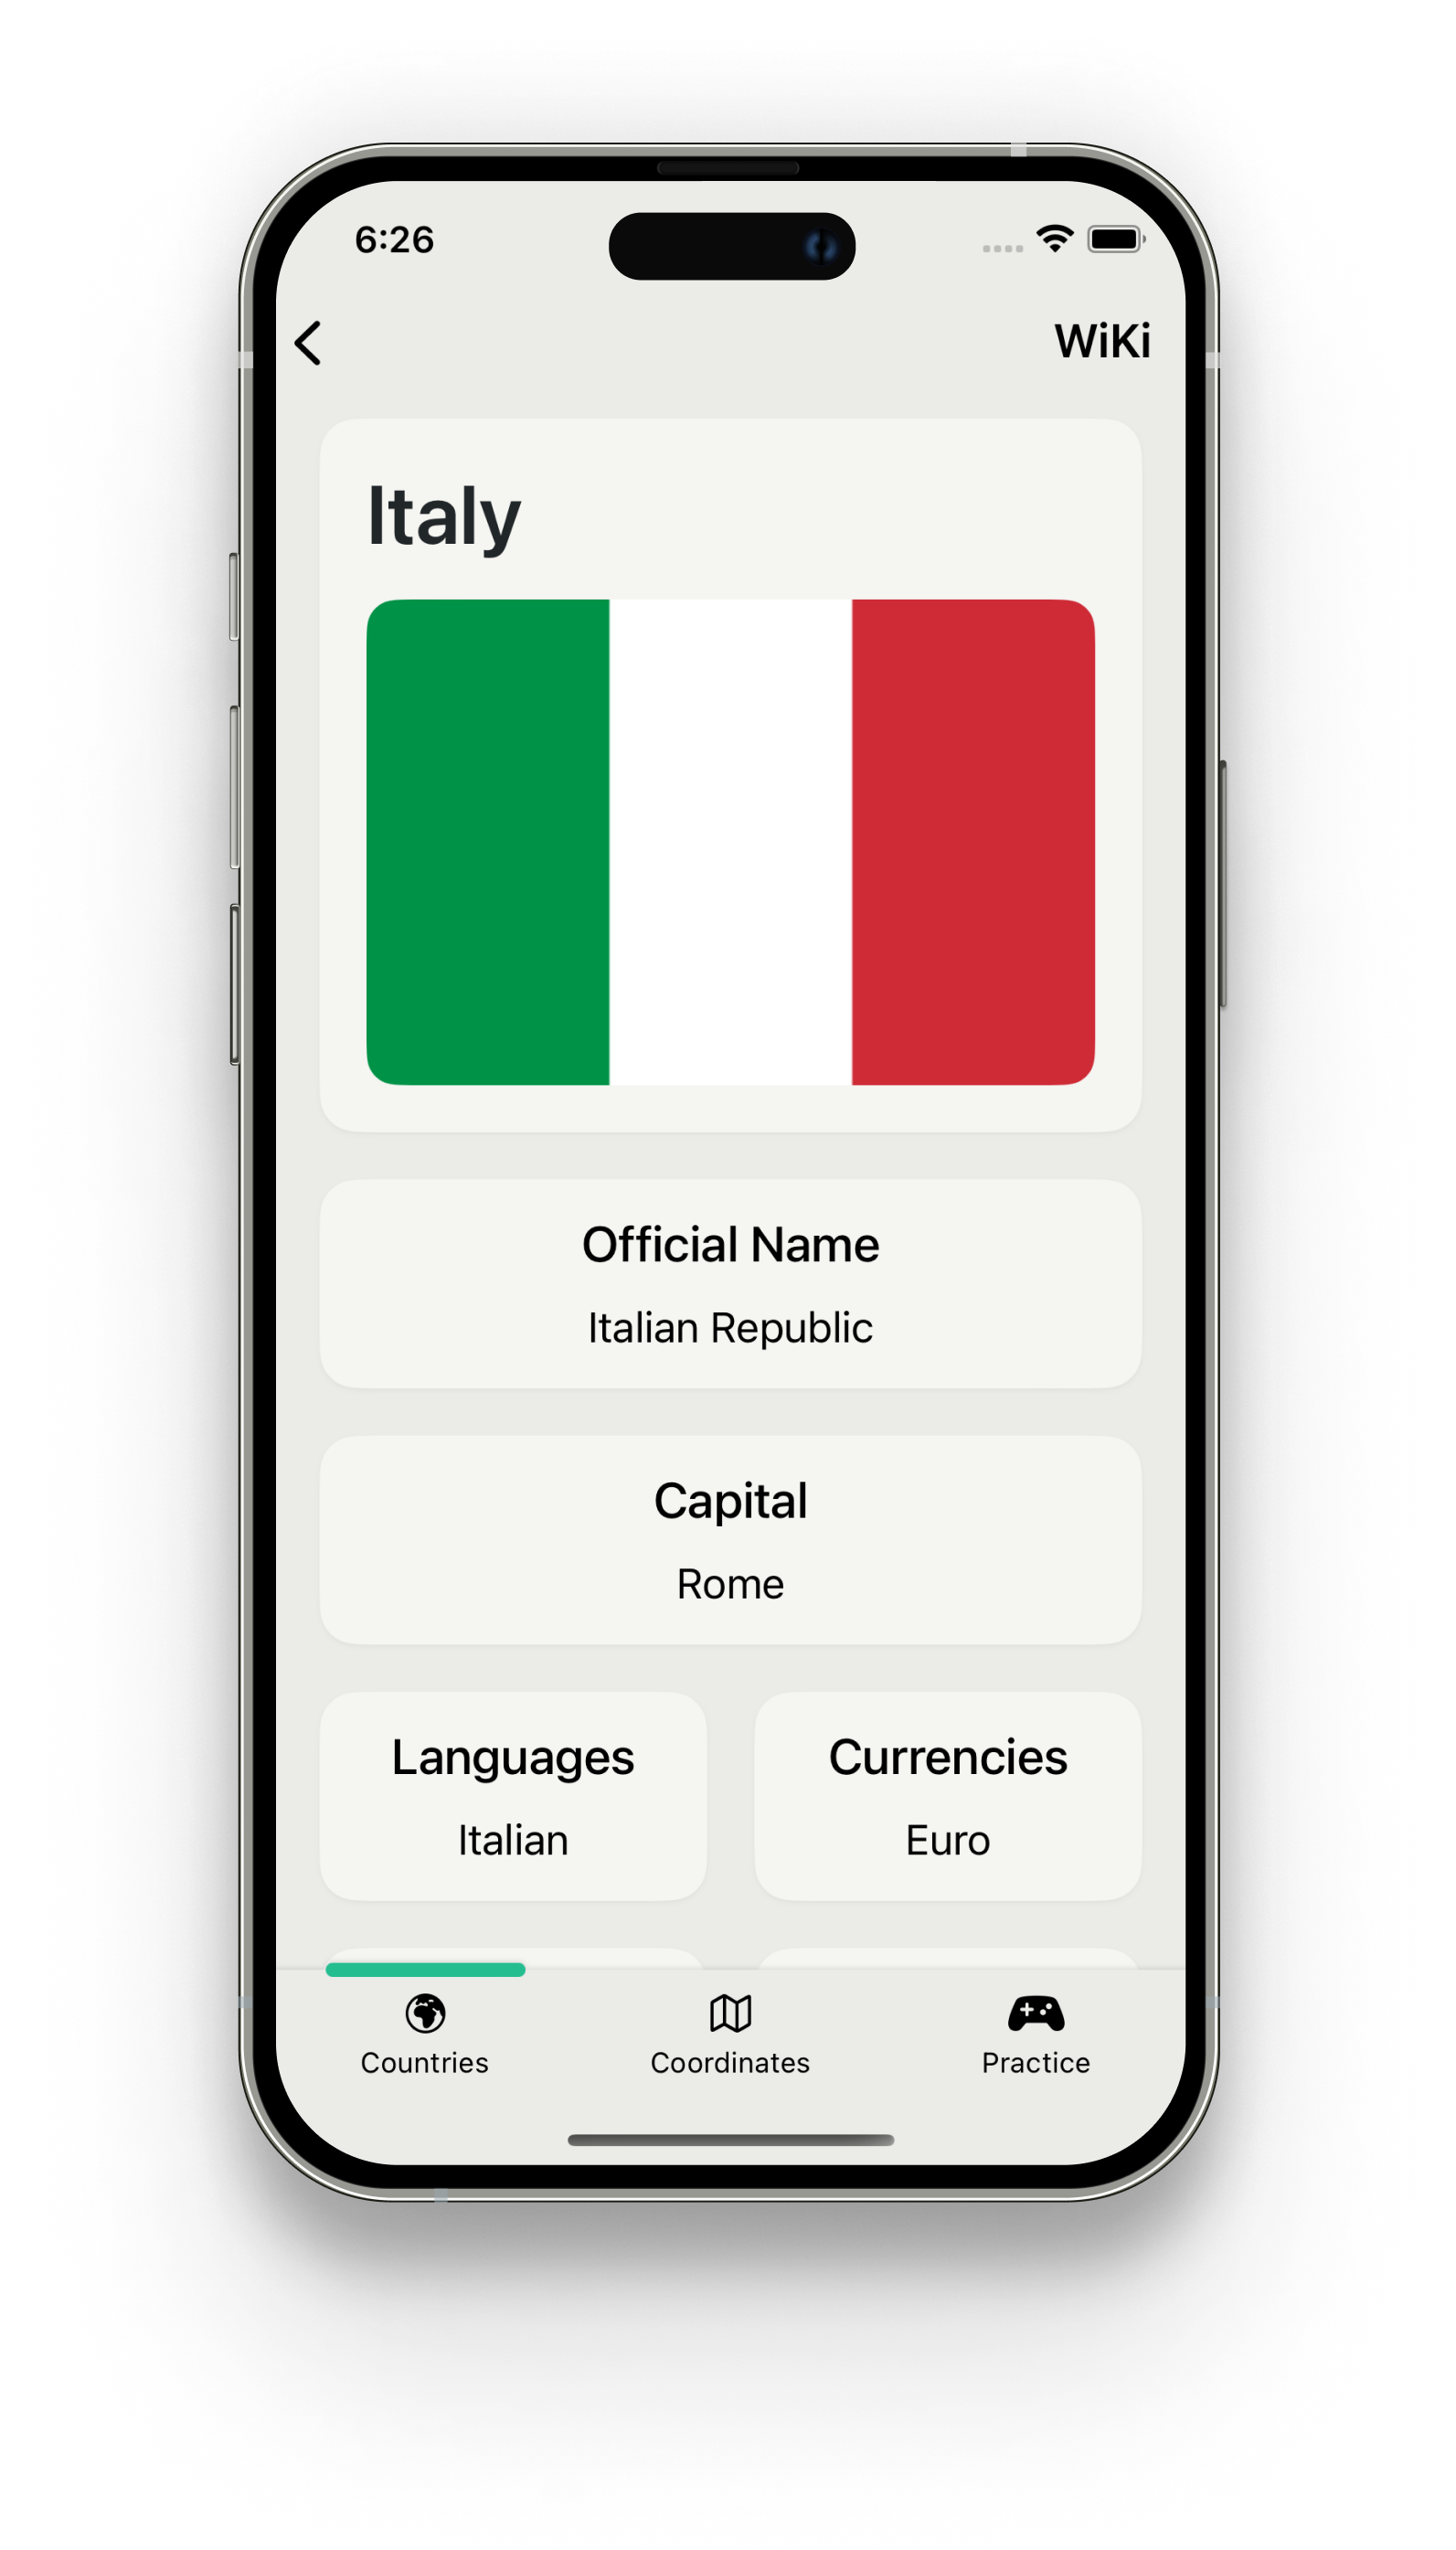 6:26
WiKi
Italy
Official Name
Italian Republic
Capital
Rome
Languages
Currencies
Italian
Euro
Countries
Coordinates
Practice